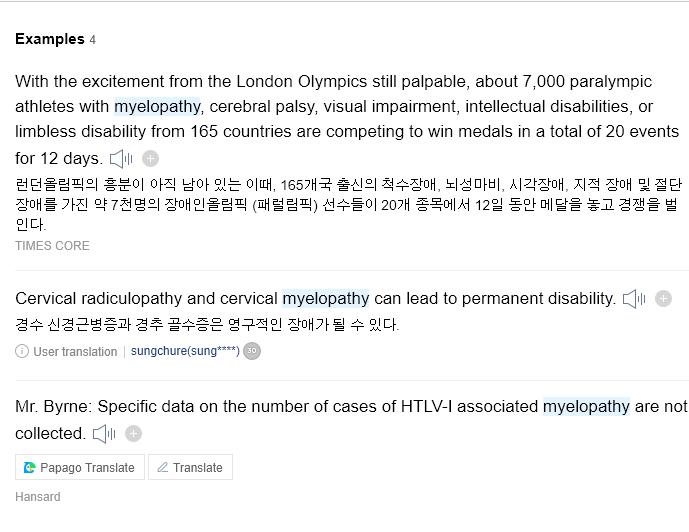 Examples 4
With the excitement from the London Olympics still palpable, about 7,000 paralympic
athletes with myelopathy, cerebral palsy, visual impairment, intellectual disabilities, or
limbless disability from 165 countries are competing to win medals in a total of 20 events
for 12 days.
런던올림픽의 흥분이 아직 남아 있는 이때, 165개국 출신의 척수장애, 뇌성마비, 시각장애, 지적 장애 및 절단
장애를 가진 약 7천명의 장애인올림픽 (패럴림픽) 선수들이 20개 종목에서 12일 동안 메달을 놓고 경쟁을 벌
인다.
TIMES CORE
Cervical radiculopathy and cervical myelopathy can lead to permanent disability.
경수 신경근병증과 경추 골수증은 영구적인 장애가 될 수 있다.
User translation | sungchure(sung****) 30
Mr. Byrne: Specific data on the number of cases of HTLV-I associated myelopathy are not
collected.
Papago Translate Translate
Hansard